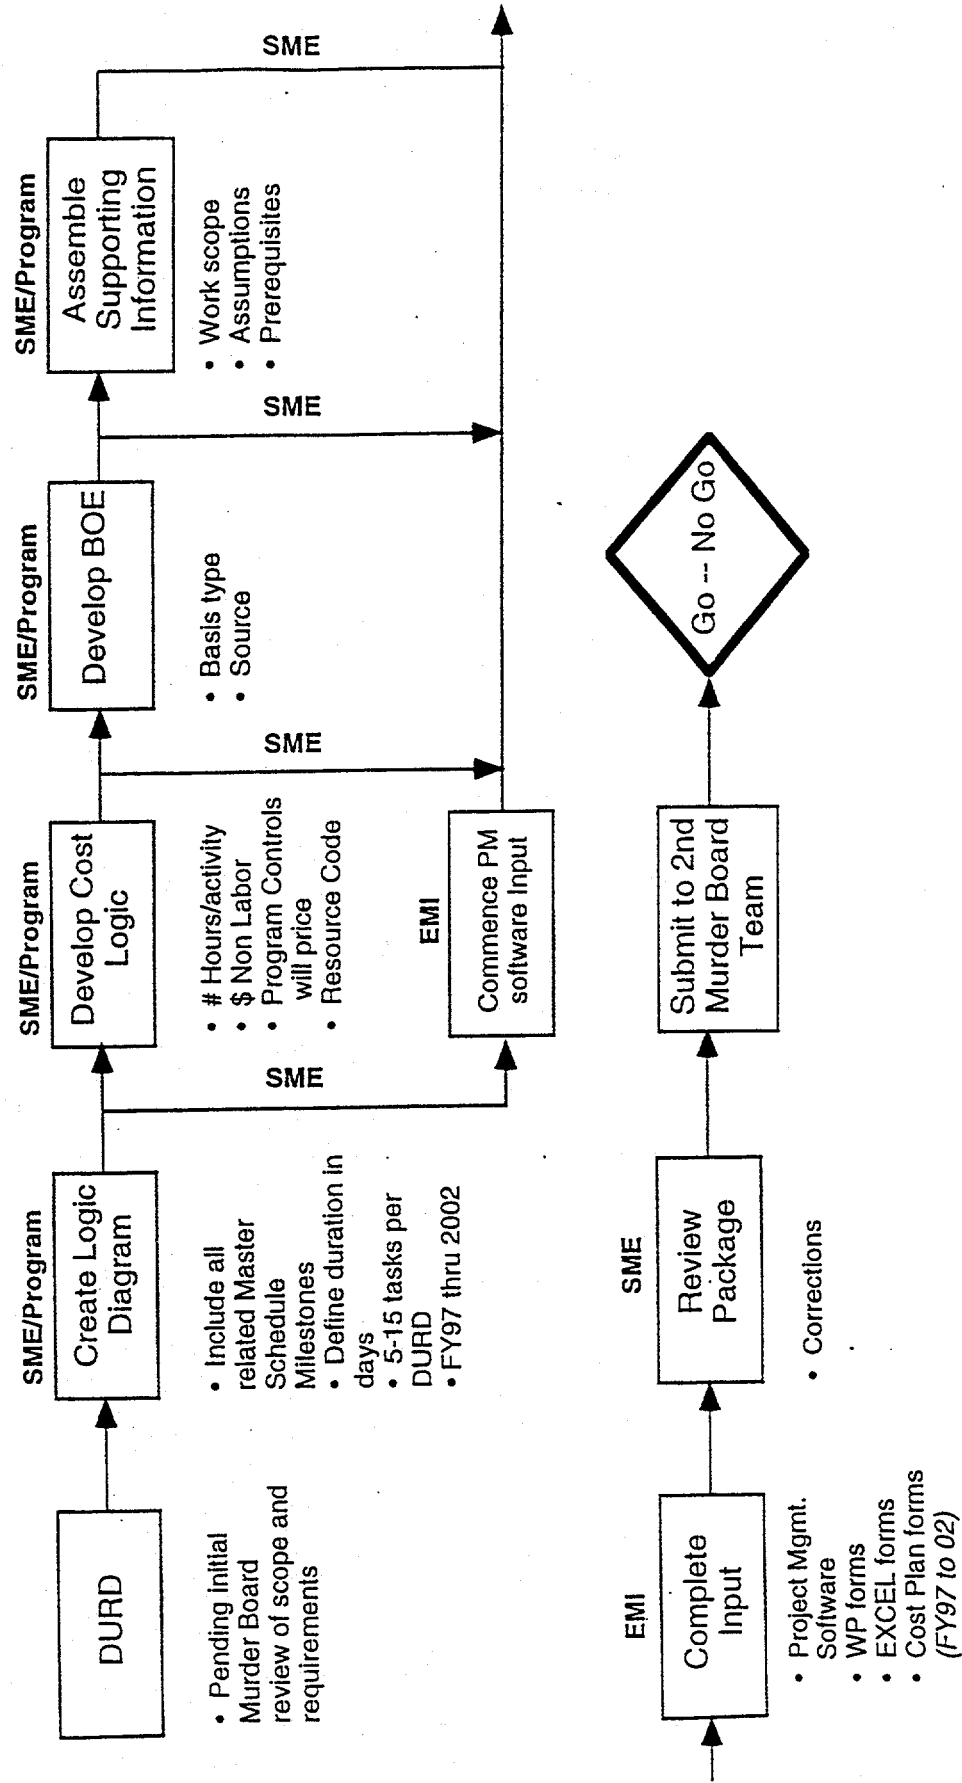 DURD
• Pending initial
Murder Board
review of scope and
requirements
SME/Program
Create Logic
Diagram
• Include all
related Master
Schedule
Milestones
• Define duration in
days
• 5-15 tasks per
DURD
• FY97 thru 2002
SME
SME/Program
Develop Cost
Logic
• # Hours/activity
• $ Non Labor
• Program Controls
will price
• Resource Code
SME
SME/Program
Develop BOE
• Basis type
• Source
SME
SME/Program
Assemble
Supporting
Information
• Work scope
• Assumptions
• Prerequisites
SME
EMI
Commence PM
software Input
EMI
Complete
Input
• Project Mgmt.
Software
• WP forms
• EXCEL forms
• Cost Plan forms
(FY97 to 02)
SME
Review
Package
• Corrections
Submit to 2nd
Murder Board
Team
Go -- No Go